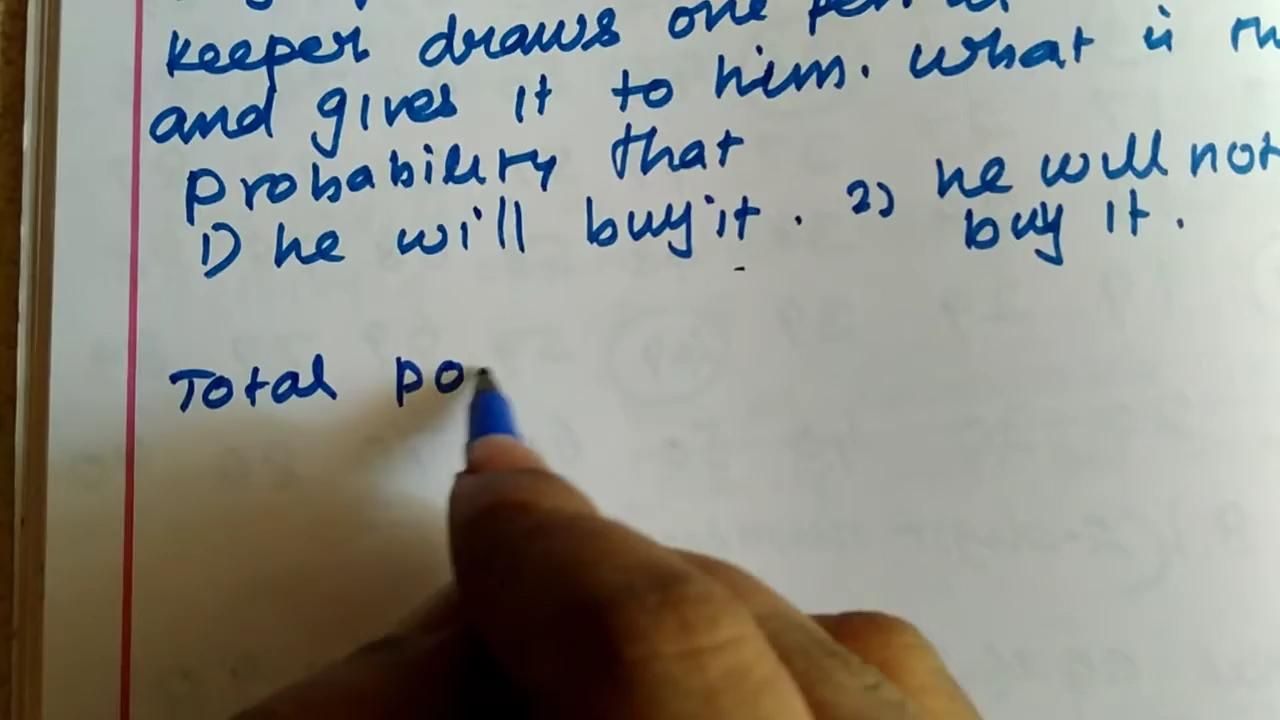 keeper draws one
and gives it to him. What is
probability that
1) he will buy it. 2) he will not
buy it.
Total po